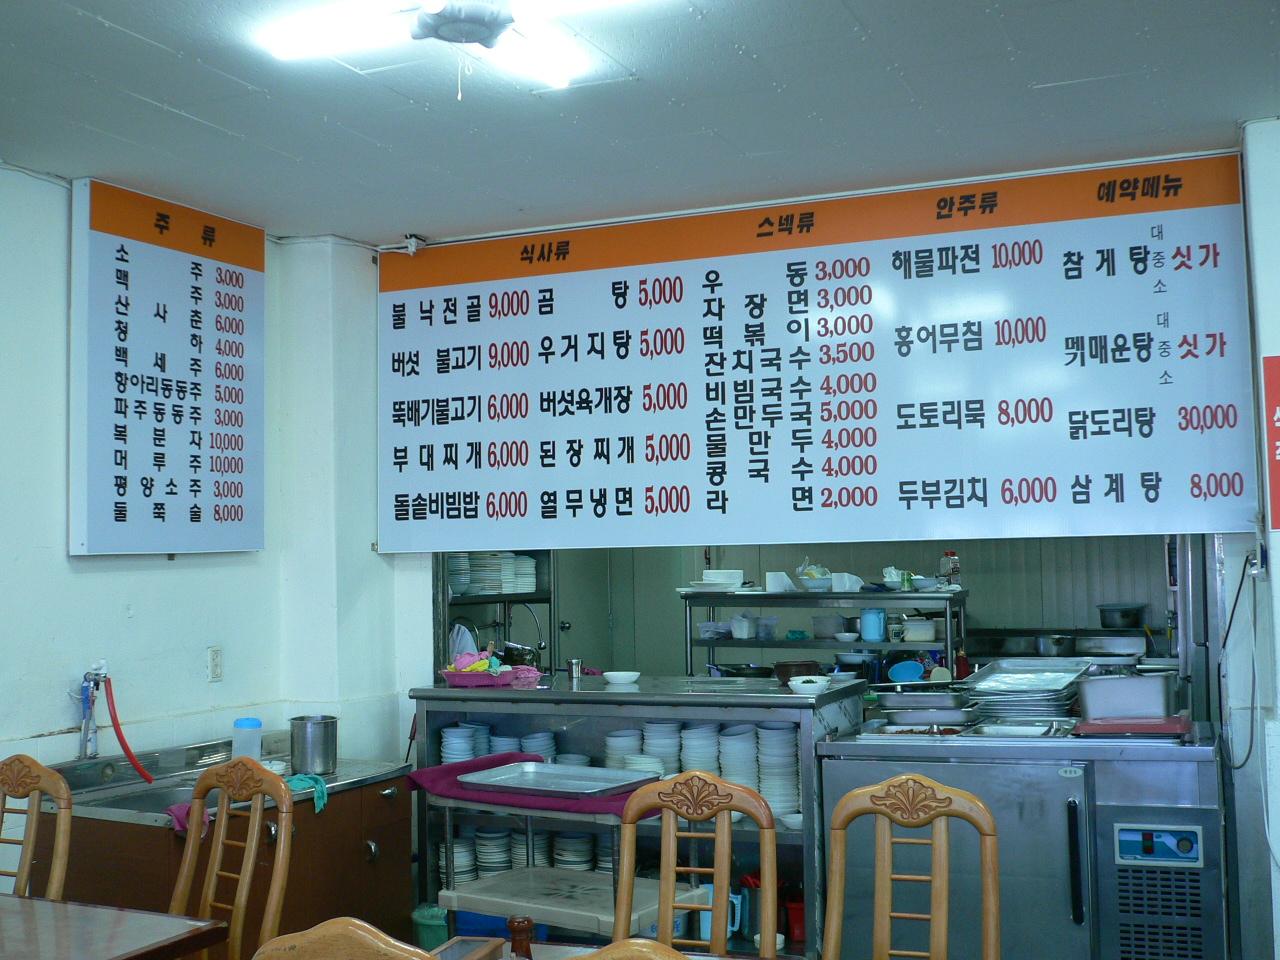 주 류
소 주 3,000
맥 주 3,000
산 사 춘 6,000
청 하 4,000
백 세 주 6,000
항아리동동주 5,000
파주동동주 3,000
복 분 자 10,000
머 루 주 10,000
평양소주 3,000
둘 쪽 술 8,000
식사류
불낙전골 9,000 곰 탕 5,000
버섯 불고기 9,000 우거지탕 5,000
뚝배기불고기 6,000 버섯육개장 5,000
부대찌개 6,000 된장찌개 5,000
돌솥비빔밥 6,000 열무냉면 5,000
스넥류
우 동 3,000
자 장 면 3,000
떡 볶 이 3,000
잔치국수 3,500
비빔국수 4,000
손만두국 5,000
물 만 두 4,000
콩 국 수 4,000
라 면 2,000
안주류
해물파전 10,000
홍어무침 10,000
도토리묵 8,000
두부김치 6,000
예약메뉴
참게탕 대 중 소 싯가
멕매운탕 대 중 소 싯가
닭도리탕 30,000
삼계탕 8,000